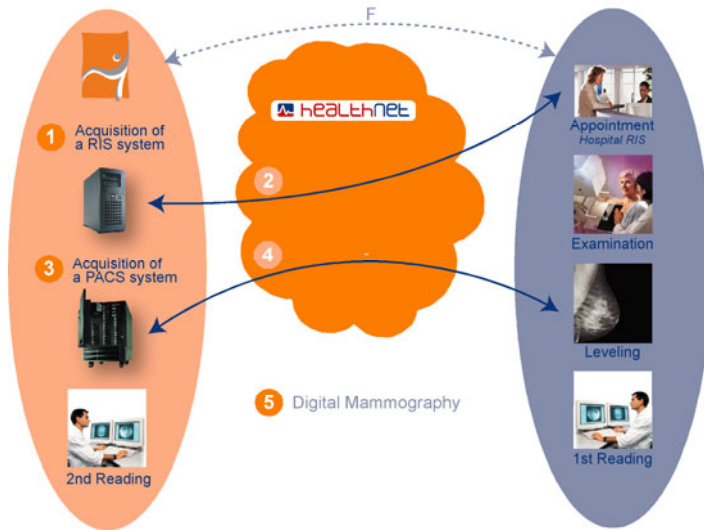 F
healthnet
1 Acquisition of
a RIS system
2
Appointment
Hospital RIS
Examination
3 Acquisition of
a PACS system
4
Leveling
5 Digital Mammography
2nd Reading
1st Reading